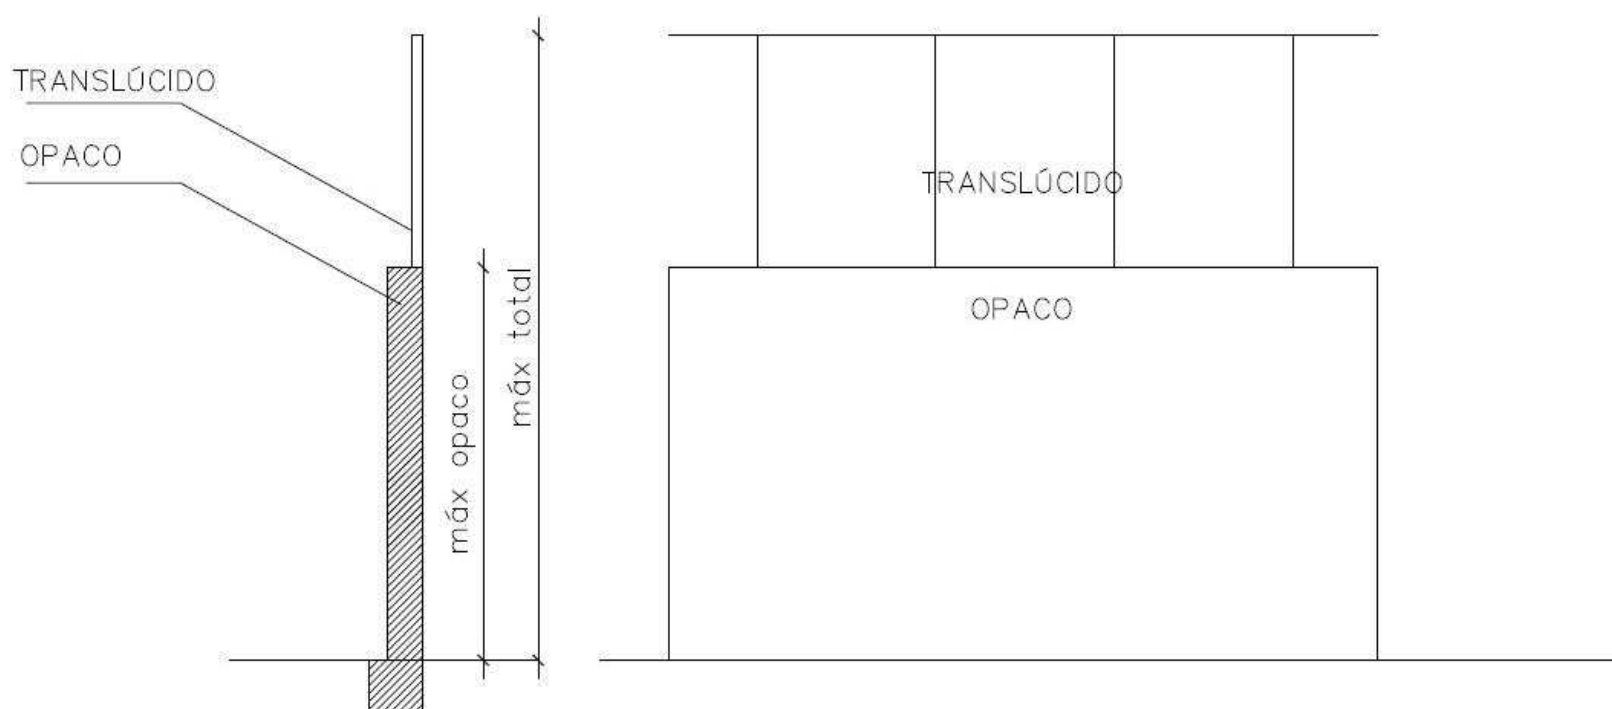 TRANSLÚCIDO
OPACO
máx opaco
máx total
TRANSLÚCIDO
OPACO